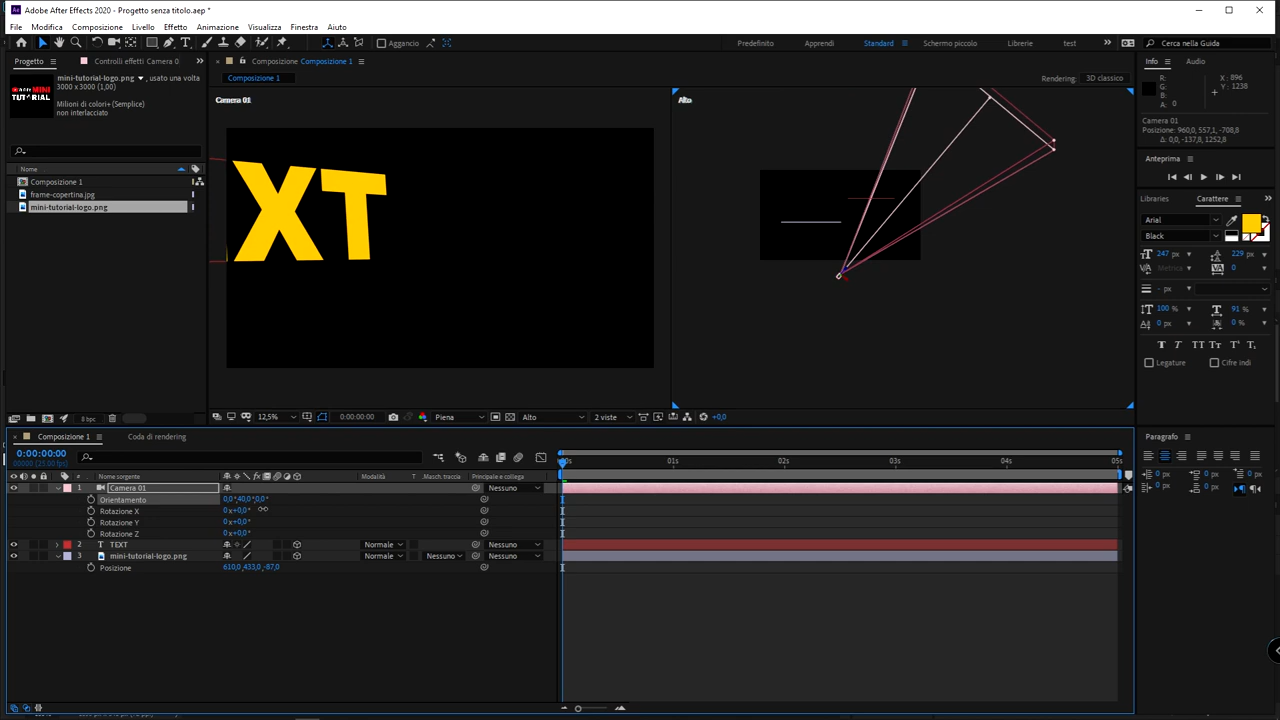 Adobe After Effects 2020 - Progetto senza titolo.aep *
File Modifica Composizione Livello Effetto Animazione Visualizza Finestra Aiuto
Aggancio
Predefinito Apprendi Standard Schermo piccolo Librerie test
Cerca nella Guida
Progetto Controlli effetti Camera 0
mini-tutorial-logo.png , usato una volta
3000 x 3000 (1,00)
Milioni di colori+ (Semplice)
non interlacciato
Nome
Composizione 1
frame-copertina.jpg
mini-tutorial-logo.png
8 bpc
Composizione Composizione 1
Composizione 1
Rendering: 3D classico
Camera 01
XT
Alto
12,5%
0:00:00:00
Piena
Alto
2 viste
+0,0
Info Audio
R:
G:
B:
A: 0
X: 896
Y: 1238
Camera 01
Posizione: 960,0, 557,1, -708,8
Δ: 0,0, -137,8, 1252,8
Anteprima
Libraries Carattere
Arial
Black
247 px
229 px
Metrica
0
- px
100 %
91 %
0 px
0 %
Legature Cifre Indi
Paragrafo
0 px 0 px 0 px
0 px 0 px
Composizione 1 Coda di rendering
0:00:00:00
00000 (25.00 fps)
Nome sorgente
Modalità
T Mach. traccia
Principale e collega
1 Camera 01 Nessuno
Orientamento 0,0°,40,0°,0,0°
Rotazione X 0 x+0,0°
Rotazione Y 0 x+0,0°
Rotazione Z 0 x+0,0°
2 T TEXT Normale Nessuno
3 mini-tutorial-logo.png Normale Nessuno Nessuno
Posizione 610,0, 433,0, -87,0
01s 02s 03s 04s 05s